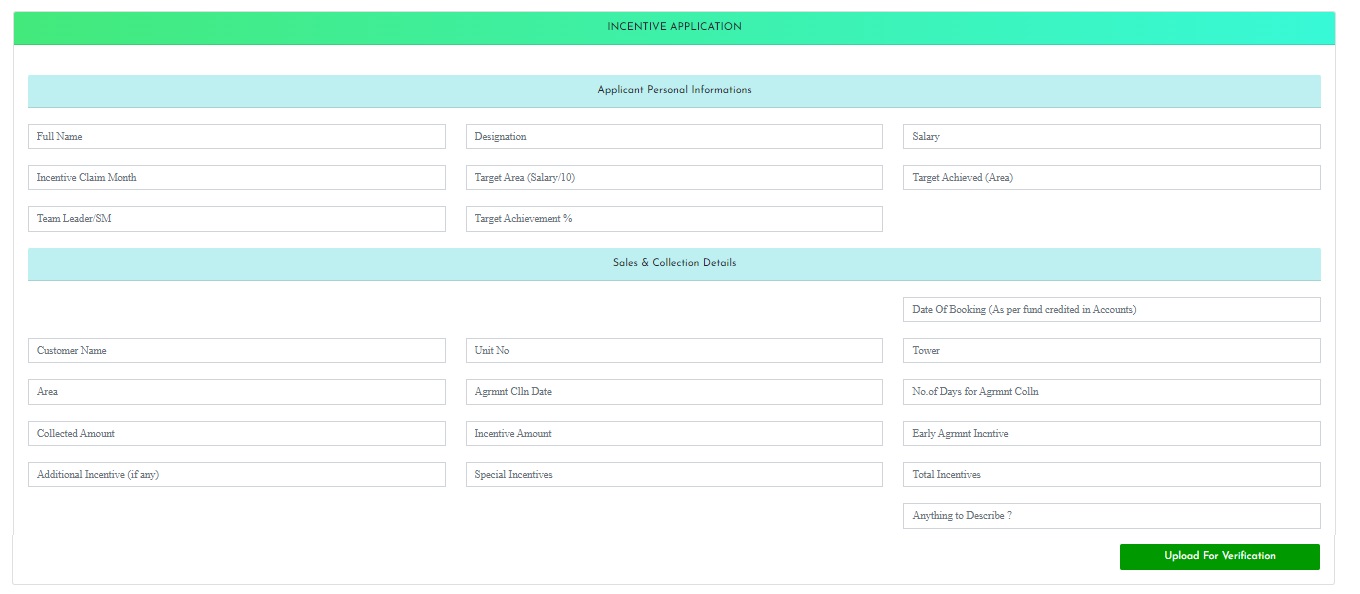 INCENTIVE APPLICATION
Applicant Personal Informations
Full Name
Designation
Salary
Incentive Claim Month
Target Area (Salary/10)
Target Achieved (Area)
Team Leader/SM
Target Achievement %
Sales & Collection Details
Date Of Booking (As per fund credited in Accounts)
Customer Name
Unit No
Tower
Area
Agrmnt Clln Date
No.of Days for Agrmnt Colln
Collected Amount
Incentive Amount
Early Agrmnt Incntive
Additional Incentive (if any)
Special Incentives
Total Incentives
Anything to Describe ?
Upload For Verification